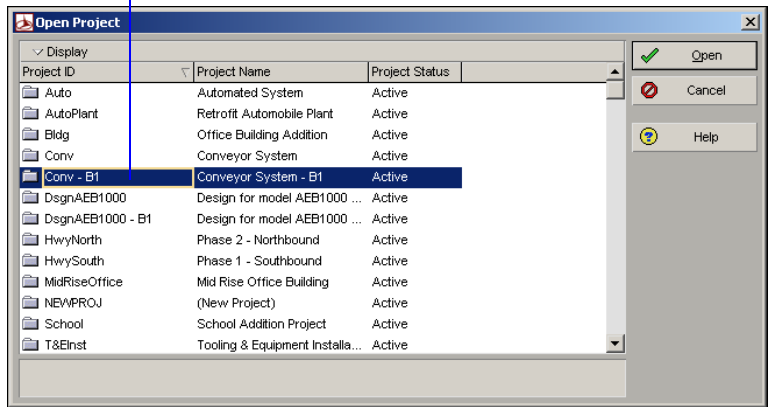 Open Project
Display
Project ID Project Name Project Status
Auto Automated System Active
AutoPlant Retrofit Automobile Plant Active
Bldg Office Building Addition Active
Conv Conveyor System Active
Conv - B1 Conveyor System - B1 Active
DsgnAEB1000 Design for model AEB1000 ... Active
DsgnAEB1000 - B1 Design for model AEB1000 ... Active
HwyNorth Phase 2 - Northbound Active
HwySouth Phase 1 - Southbound Active
MidRiseOffice Mid Rise Office Building Active
NEWPROJ (New Project) Active
School School Addition Project Active
T&EInst Tooling & Equipment Installa... Active
Open
Cancel
Help